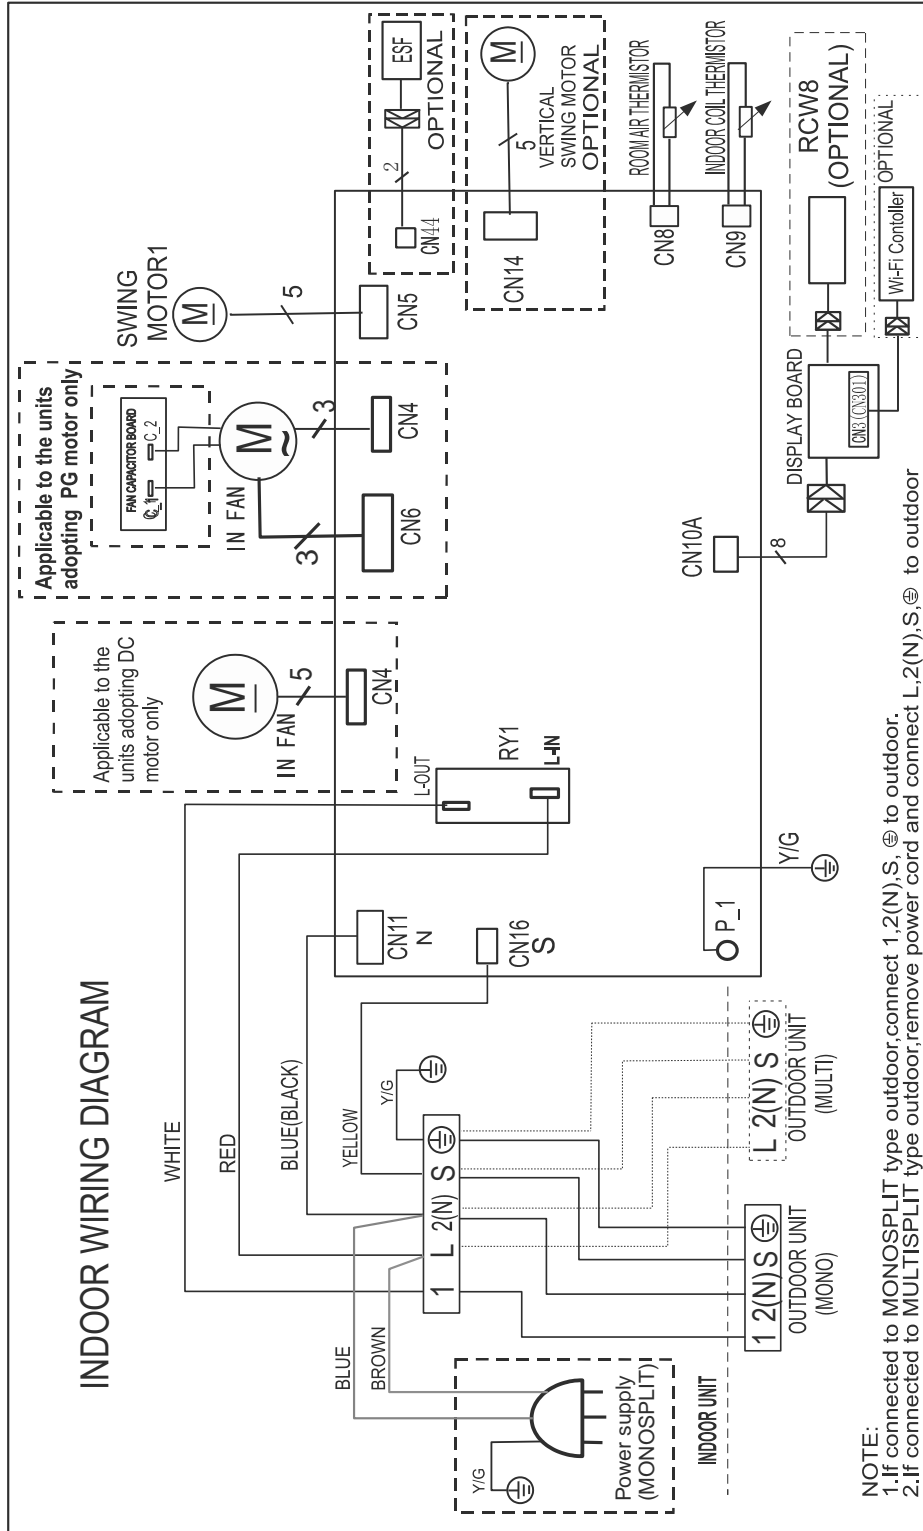 INDOOR WIRING DIAGRAM
WHITE
RED
BLUE(BLACK)
YELLOW
Y/G
BLUE
BROWN
1 L 2(N) S
Y/G
Power supply
(MONOSPLIT)
INDOOR UNIT
1 2(N) S
OUTDOOR UNIT
(MONO)
L 2(N) S
OUTDOOR UNIT
(MULTI)
CN11
N
CN16
S
P_1
Y/G
L-OUT
RY1
L-IN
Applicable to the
units adopting DC
motor only
M
IN FAN
5
CN4
Applicable to the units
adopting PG motor only
FAN CAPACITOR BOARD
C_1 C_2
M
~
IN FAN
3
CN6
3
CN4
SWING
MOTOR1
M
5
CN5
ESF
OPTIONAL
2
CN44
M
5
VERTICAL
SWING MOTOR
OPTIONAL
CN14
ROOM AIR THERMISTOR
CN8
INDOOR COIL THERMISTOR
CN9
CN10A
8
DISPLAY BOARD
CN3(CN301)
RCW8
(OPTIONAL)
OPTIONAL
Wi-Fi Contoller
NOTE:
1.If connected to MONOSPLIT type outdoor,connect 1,2(N),S, ⏚ to outdoor.
2.If connected to MULTISPLIT type outdoor,remove power cord and connect L,2(N),S,⏚ to outdoor